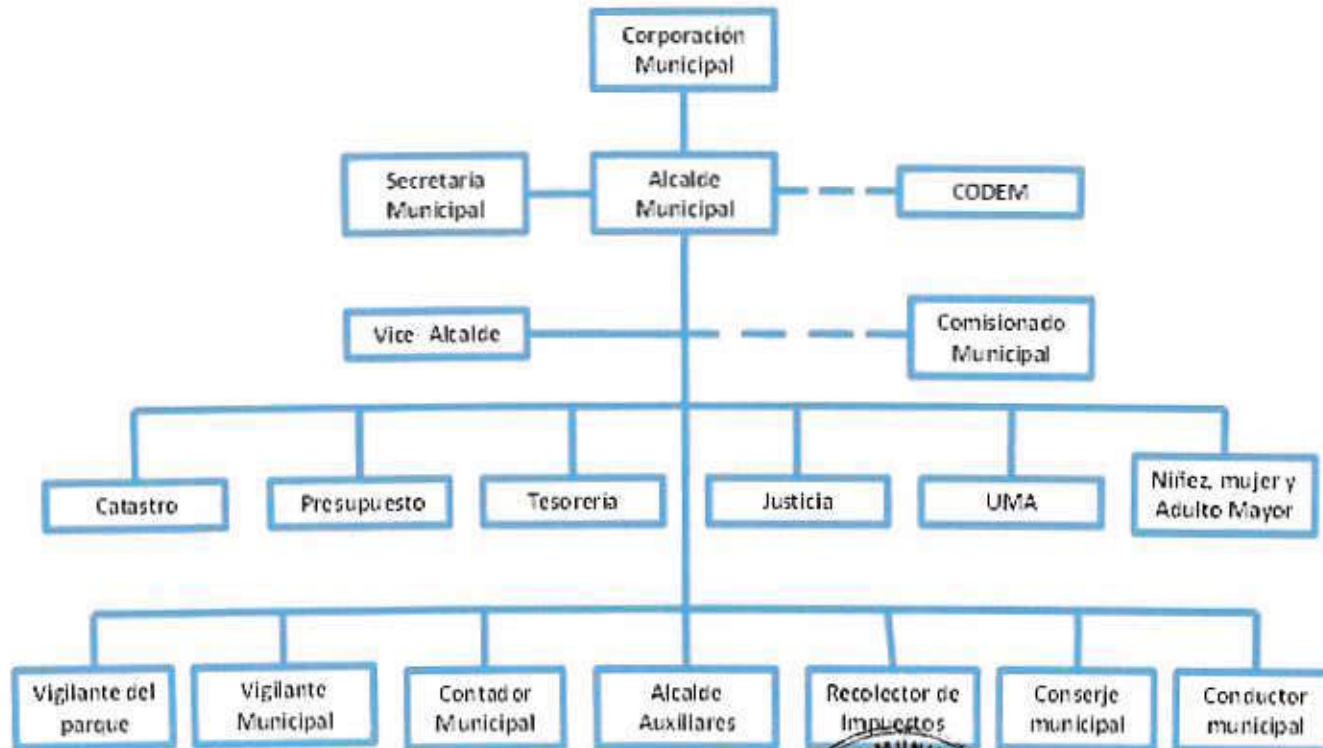 Corporación
Municipal
Secretaria
Municipal
Alcalde
Municipal
CODEM
Vice- Alcalde
Comisionado
Municipal
Catastro
Presupuesto
Tesorería
Justicia
UMA
Niñez, mujer y
Adulto Mayor
Vigilante del
parque
Vigilante
Municipal
Contador
Municipal
Alcalde
Auxiliares
Recolector de
Impuestos
Conserje
municipal
Conductor
municipal